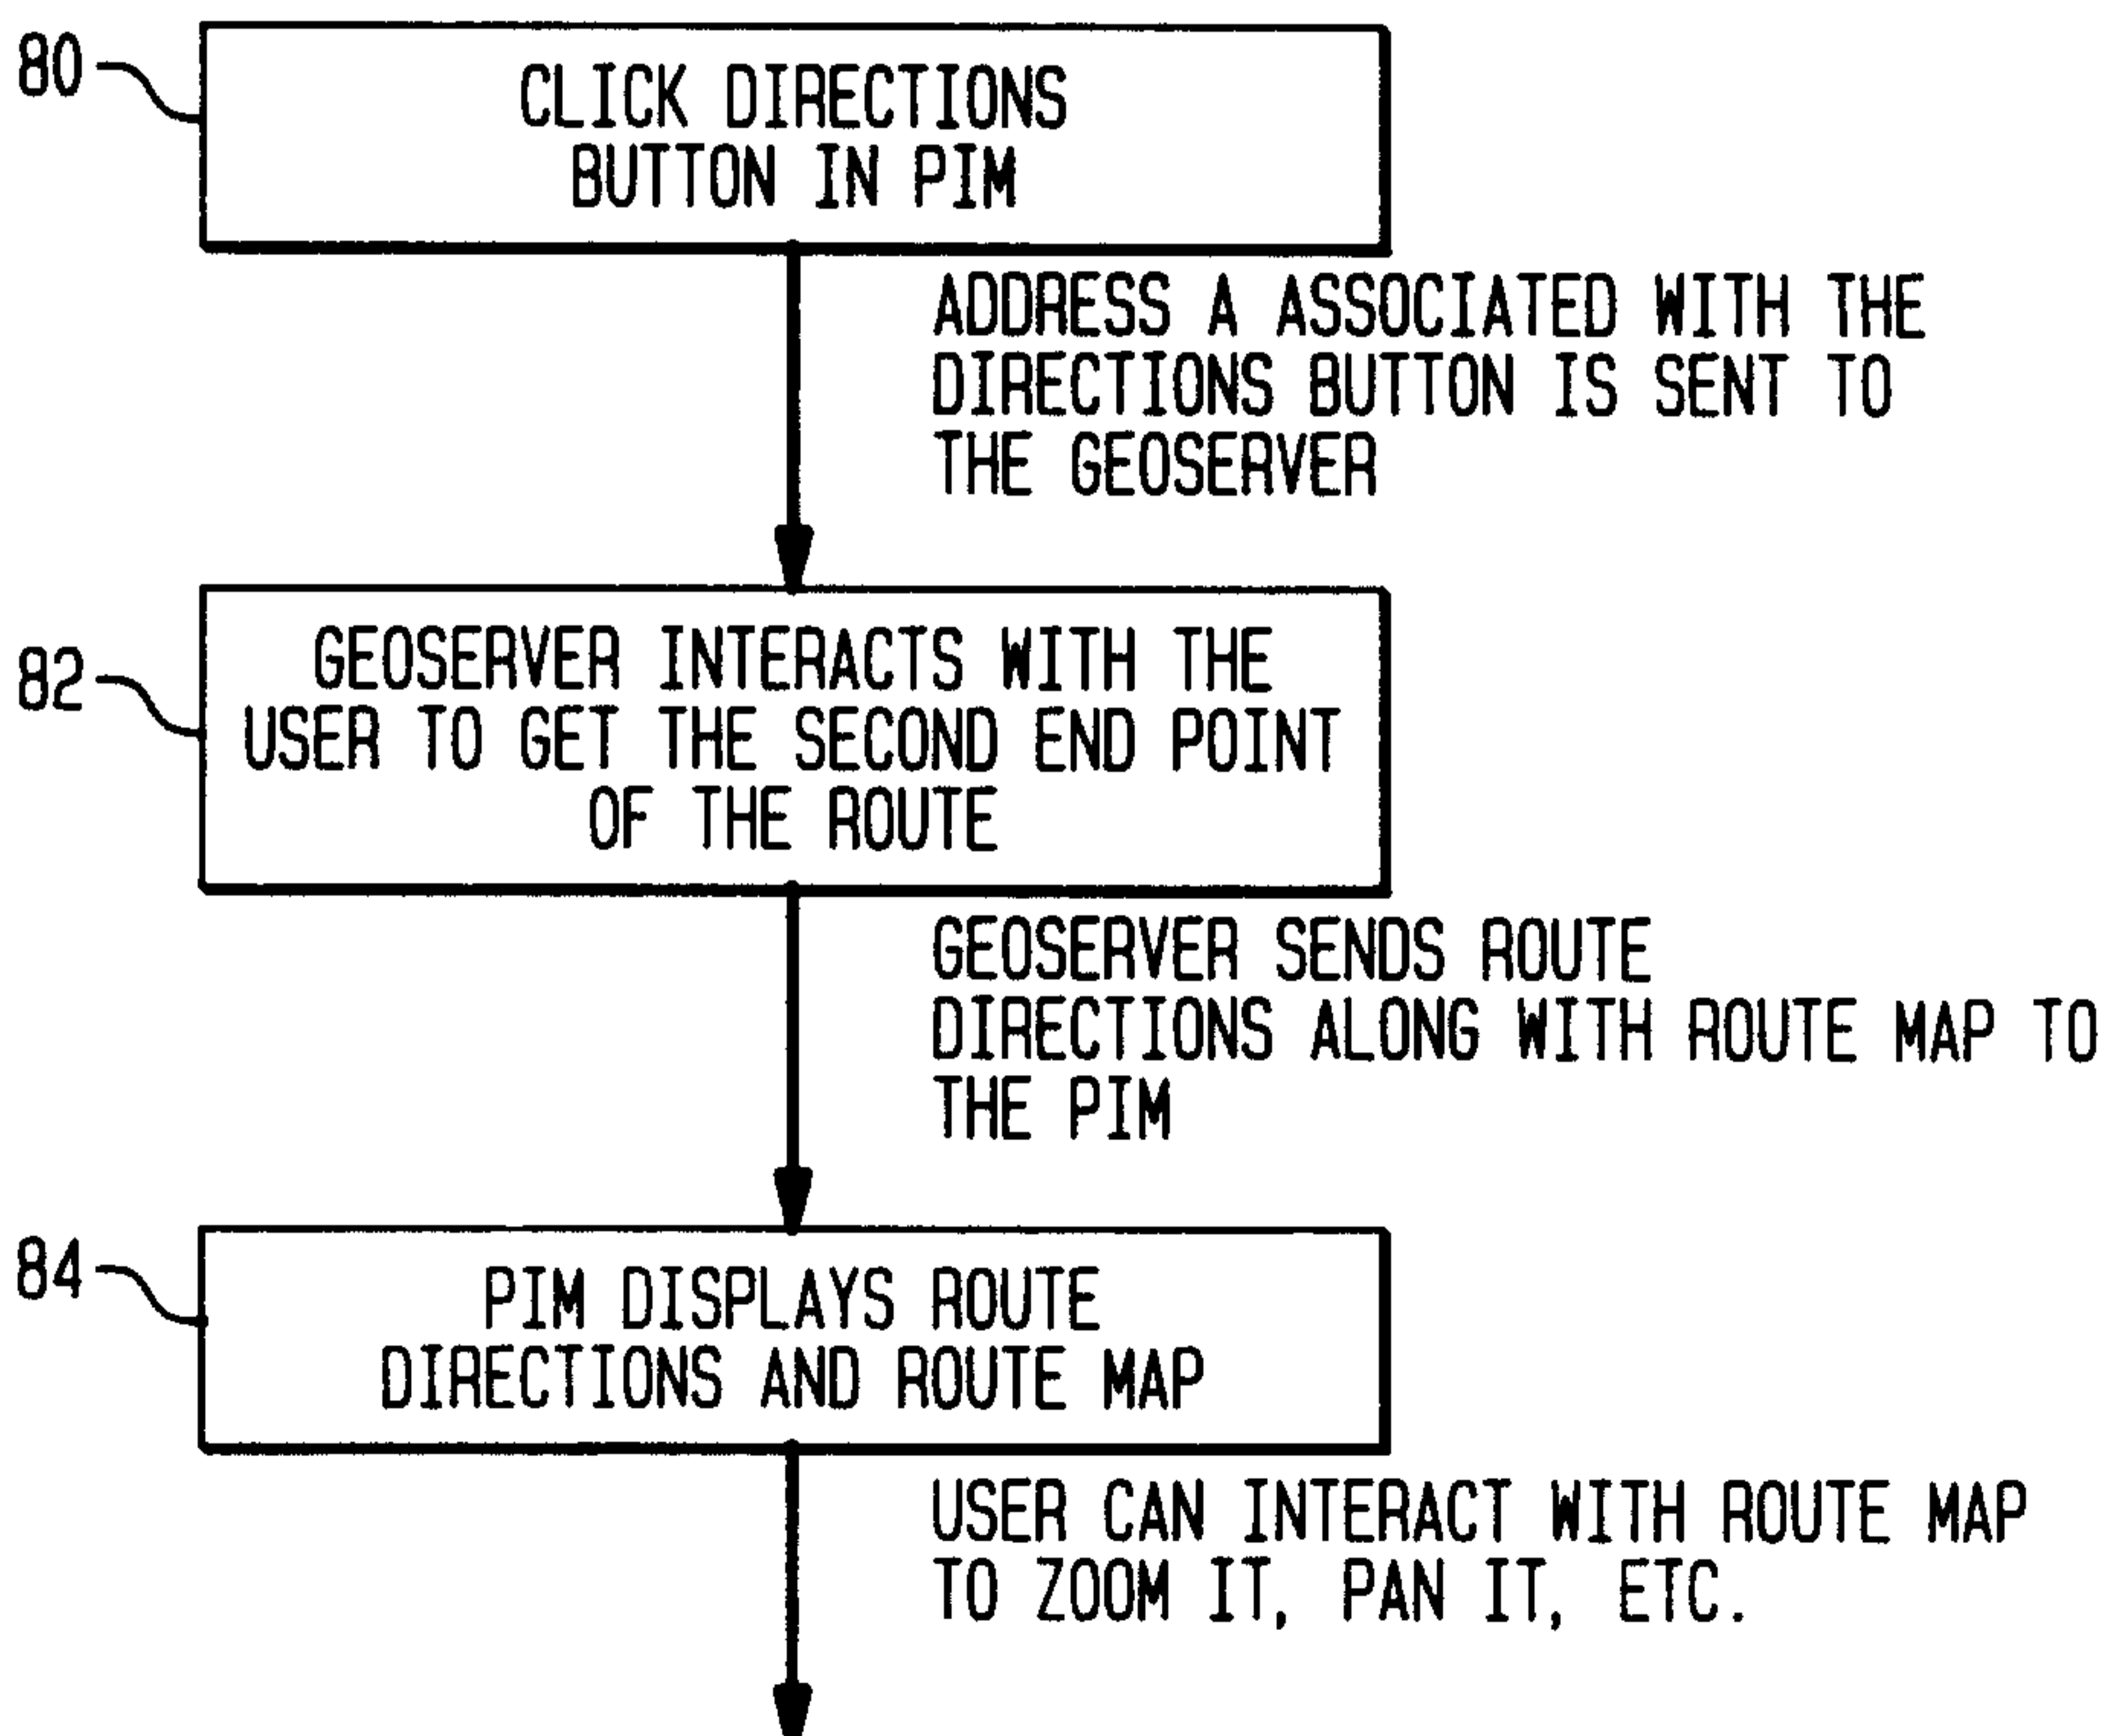 80
CLICK DIRECTIONS
BUTTON IN PIM
ADDRESS A ASSOCIATED WITH THE
DIRECTIONS BUTTON IS SENT TO
THE GEOSERVER
82
GEOSERVER INTERACTS WITH THE
USER TO GET THE SECOND END POINT
OF THE ROUTE
GEOSERVER SENDS ROUTE
DIRECTIONS ALONG WITH ROUTE MAP TO
THE PIM
84
PIM DISPLAYS ROUTE
DIRECTIONS AND ROUTE MAP
USER CAN INTERACT WITH ROUTE MAP
TO ZOOM IT, PAN IT, ETC.